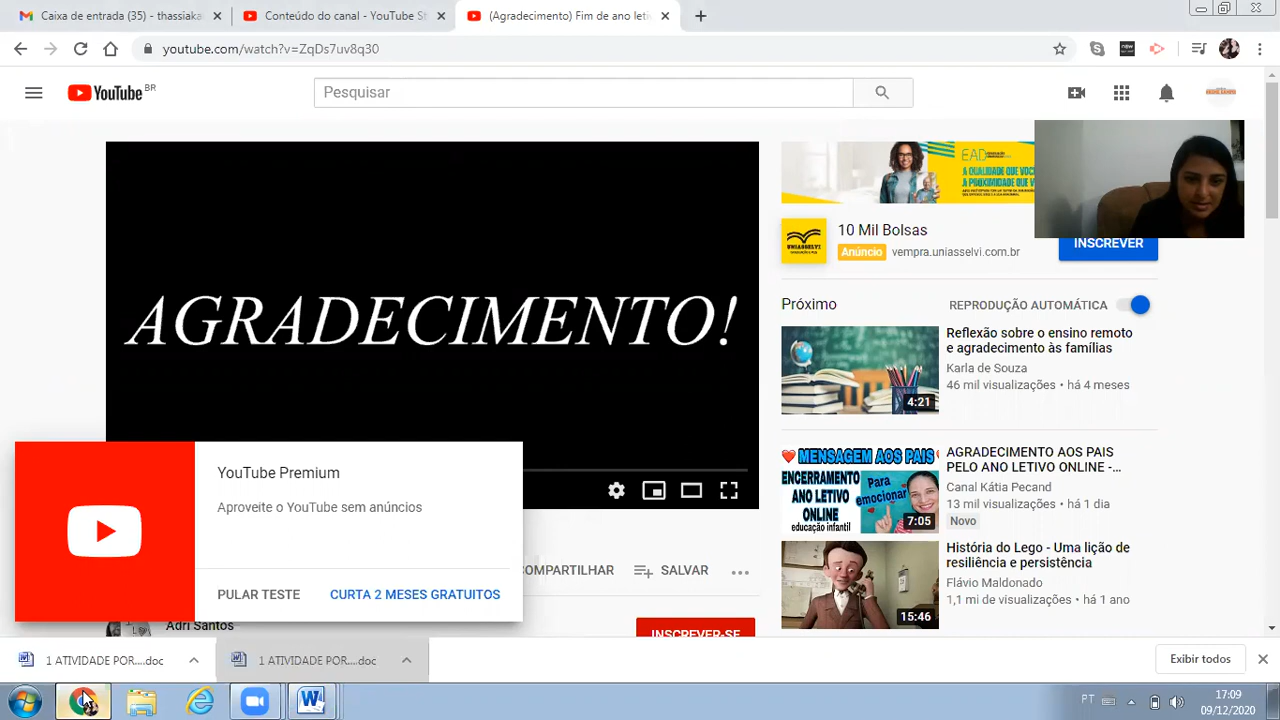 Caixa de entrada (35) - thassiaka
Conteúdo do canal - YouTube St
(Agradecimento) Fim de ano leti
youtube.com/watch?v=ZqDs7uv8q30
YouTube BR
Pesquisar
AGRADECIMENTO!
EAD
A QUALIDADE QUE VOC
A PROXIMIDADE QUE
UNIASSELVI
10 Mil Bolsas
Anúncio vempra.uniasselvi.com.br
INSCREVER
Próximo
REPRODUÇÃO AUTOMÁTICA
Reflexão sobre o ensino remoto
e agradecimento às famílias
Karla de Souza
46 mil visualizações • há 4 meses
4:21
MENSAGEM AOS PAIS
ENCERRAMENTO
ANO LETIVO
ONLINE
educação infantil
Para
emocionar
7:05
AGRADECIMENTO AOS PAIS
PELO ANO LETIVO ONLINE -...
Canal Kátia Pecand
13 mil visualizações • há 1 dia
Novo
História do Lego - Uma lição de
resiliência e persistência
Flávio Maldonado
1,1 mi de visualizações • há 1 ano
15:46
YouTube Premium
Aproveite o YouTube sem anúncios
PULAR TESTE
CURTA 2 MESES GRATUITOS
OMPARTILHAR
SALVAR
Adri Santos
INSCREVER-SE
1 ATIVIDADE POR....doc
1 ATIVIDADE POR....doc
Exibir todos
PT
17:09
09/12/2020